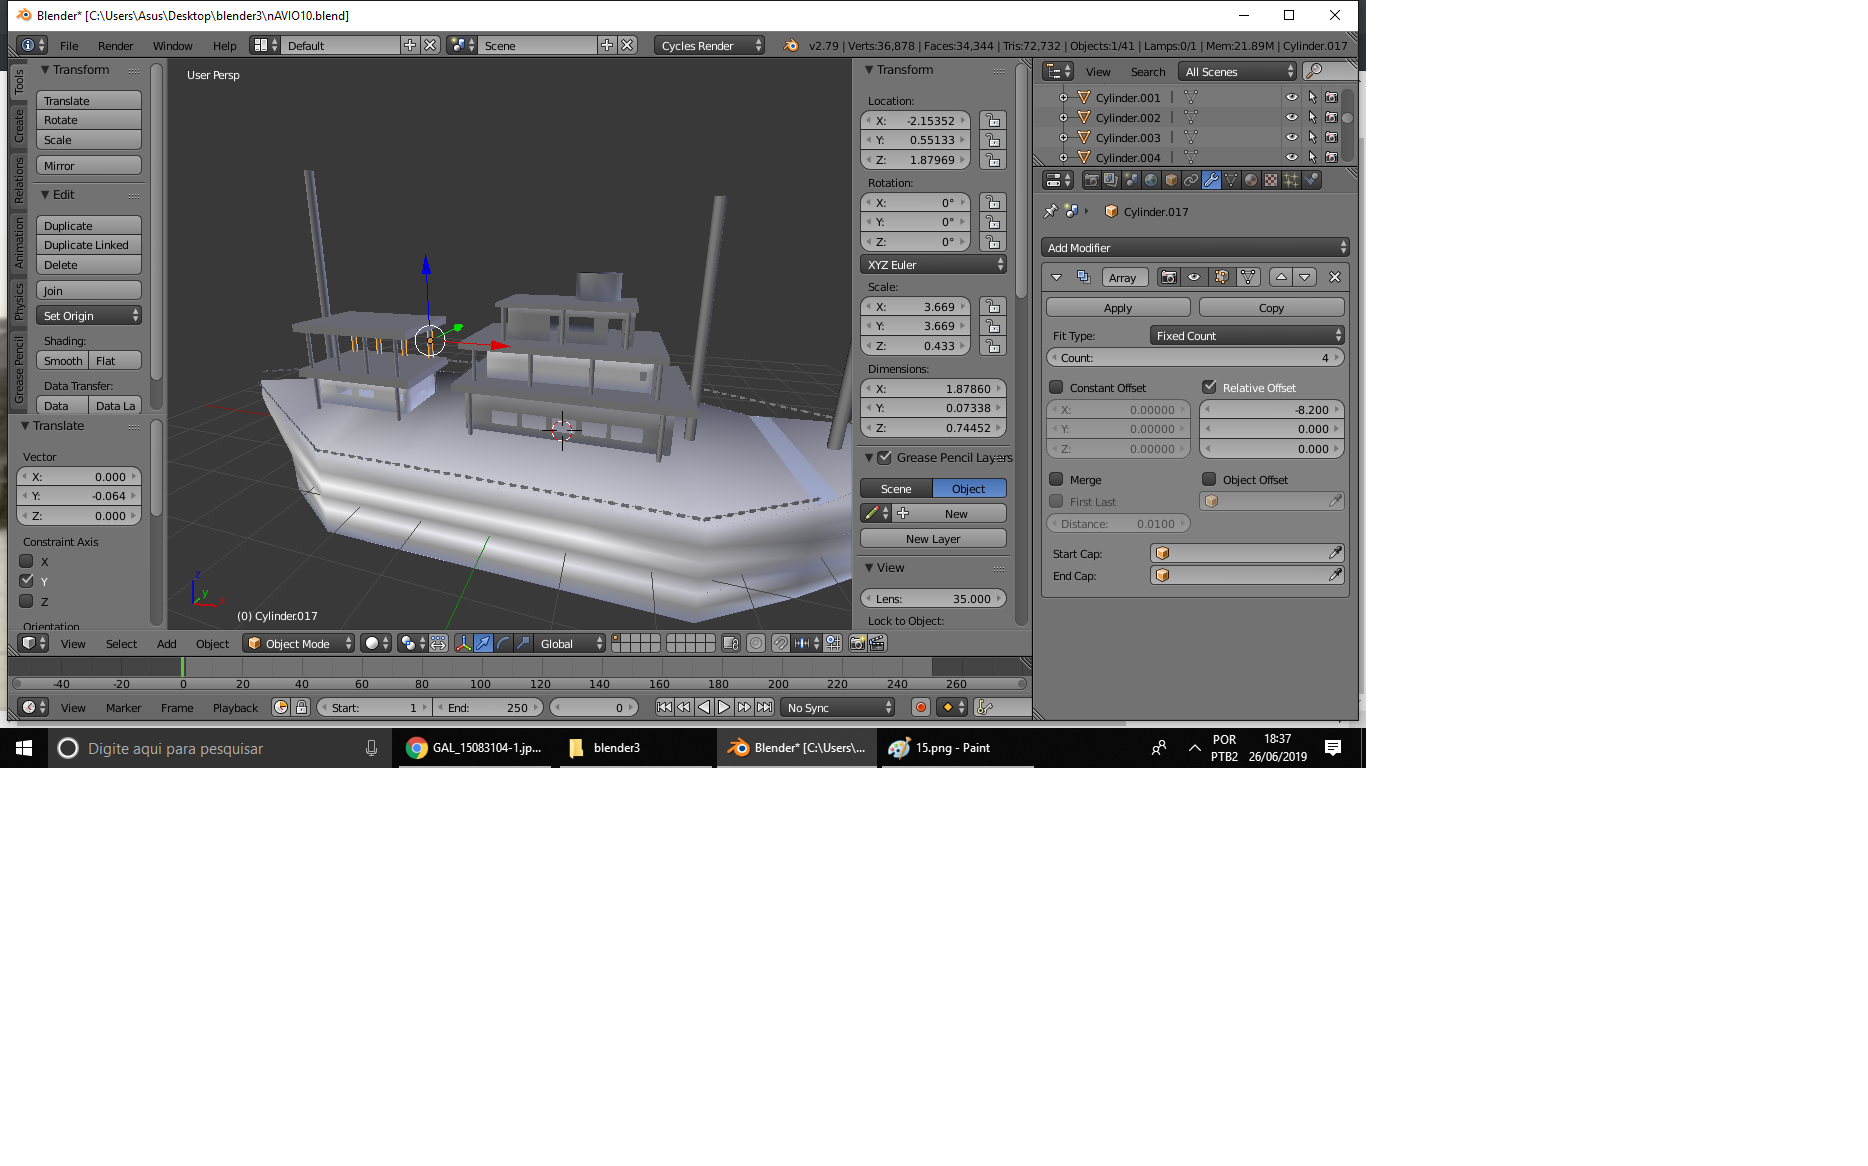 Blender* [C:\Users\Asus\Desktop\blender3\nAVIO10.blend]
File Render Window Help Default Scene Cycles Render v2.79 | Verts:36,878 | Faces:34,344 | Tris:72,732 | Objects:1/41 | Lamps:0/1 | Mem:21.89M | Cylinder.017
Tools
Create
Relations
Animation
Physics
Grease Pencil
Transform
Translate
Rotate
Scale
Mirror
Edit
Duplicate
Duplicate Linked
Delete
Join
Set Origin
Shading:
Smooth Flat
Data Transfer:
Data Data La
Translate
Vector
X: 0.000
Y: -0.064
Z: 0.000
Constraint Axis
X
Y
Z
Orientation
User Persp
z
y
(0) Cylinder.017
Transform
Location:
X: -2.15352
Y: 0.55133
Z: 1.87969
Rotation:
X: 0°
Y: 0°
Z: 0°
XYZ Euler
Scale:
X: 3.669
Y: 3.669
Z: 0.433
Dimensions:
X: 1.87860
Y: 0.07338
Z: 0.74452
Grease Pencil Layers
Scene Object
New
New Layer
View
Lens: 35.000
Lock to Object:
View Search All Scenes
Cylinder.001
Cylinder.002
Cylinder.003
Cylinder.004
Cylinder.017
Add Modifier
Array
Apply Copy
Fit Type: Fixed Count
Count: 4
Constant Offset Relative Offset
X: 0.00000 -8.200
Y: 0.00000 0.000
Z: 0.00000 0.000
Merge Object Offset
First Last
Distance: 0.0100
Start Cap:
End Cap:
View Select Add Object Object Mode Global
-40 -20 0 20 40 60 80 100 120 140 160 180 200 220 240 260
View Marker Frame Playback Start: 1 End: 250 0 No Sync
Digite aqui para pesquisar GAL_15083104-1.jp... blender3 Blender* [C:\Users\... 15.png - Paint
POR 18:37
PTB2 26/06/2019